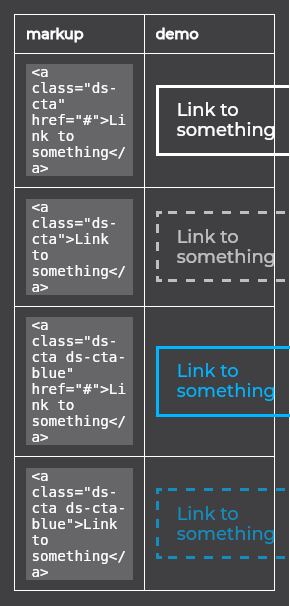 markup demo
<a
class="ds-
cta"
href="#">Li
nk to
something</
a>
Link to
something
<a
class="ds-
cta">Link
to
something</
a>
Link to
something
<a
class="ds-
cta ds-cta-
blue"
href="#">Li
nk to
something</
a>
Link to
something
<a
class="ds-
cta ds-cta-
blue">Link
to
something</
a>
Link to
something